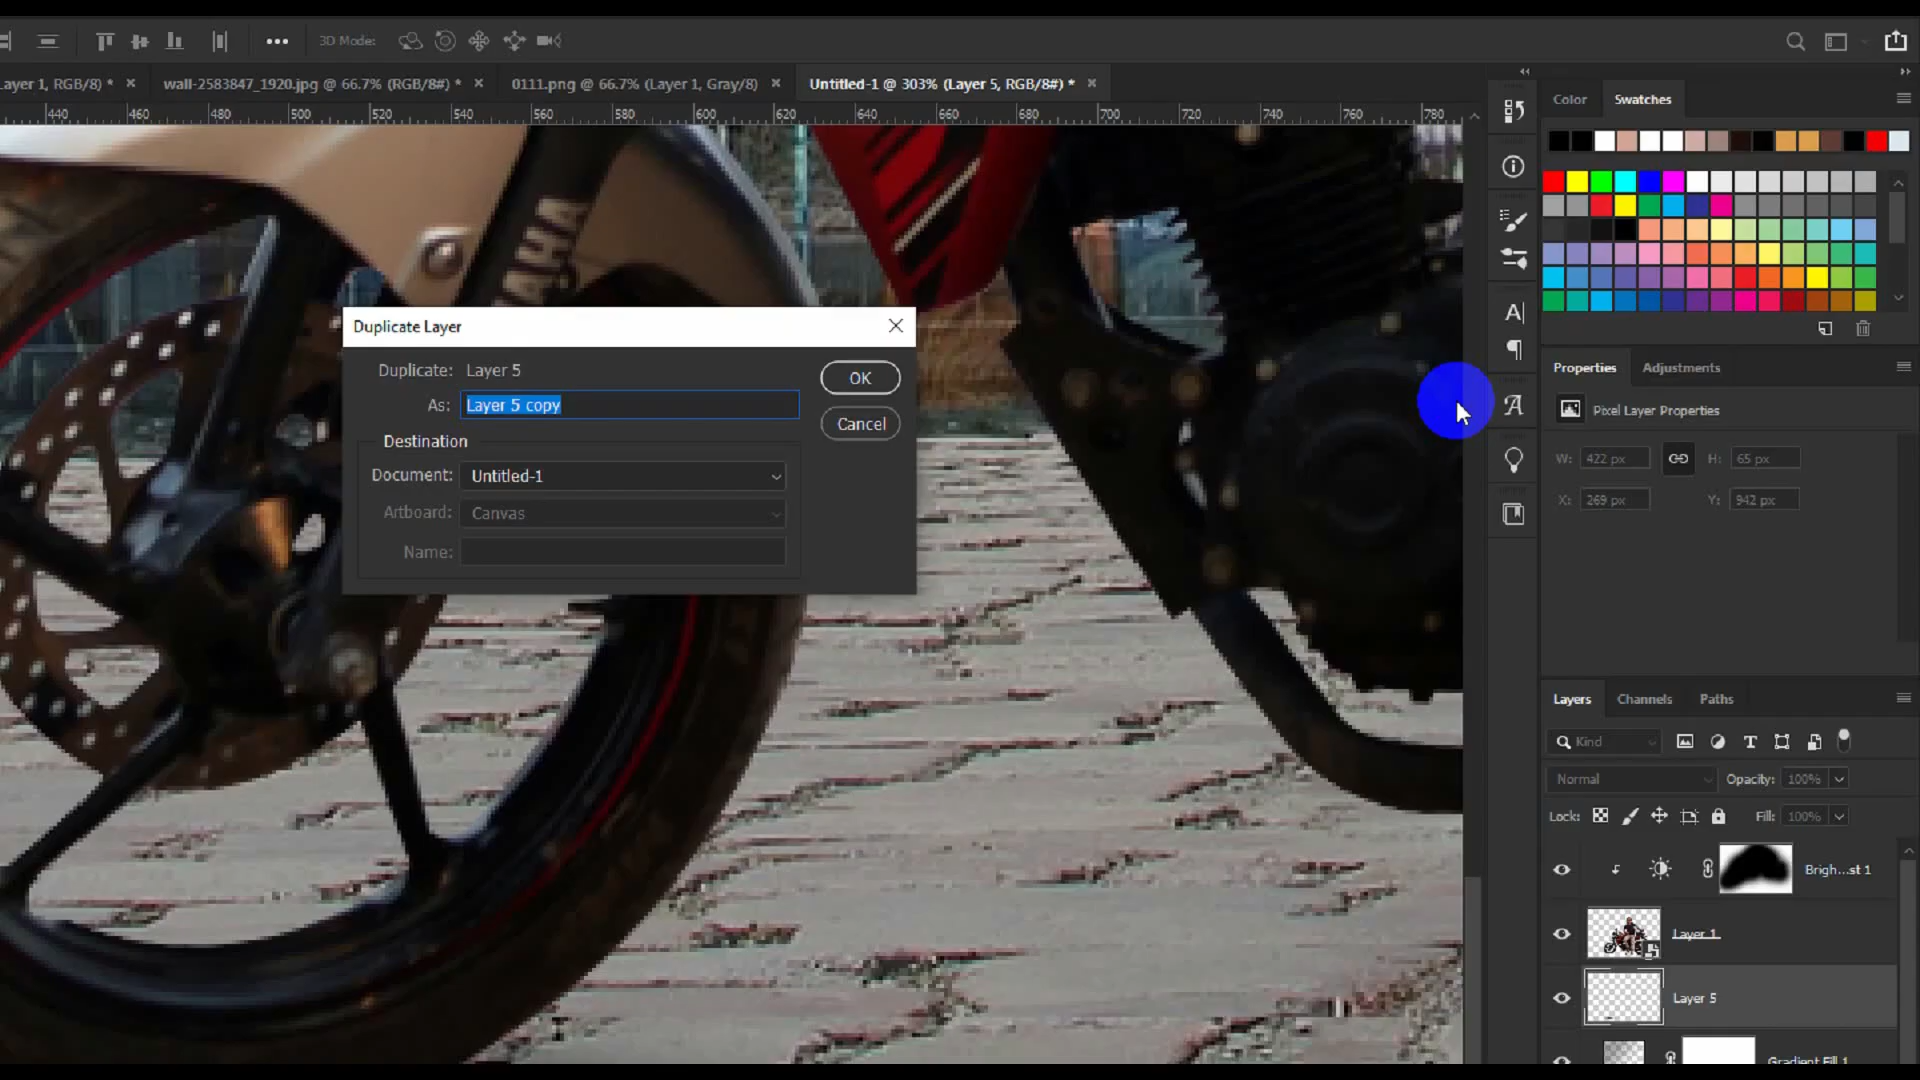 3D Mode:
ayer 1, RGB/8) *
wall-2583847_1920.jpg @ 66.7% (RGB/8#) *
0111.png @ 66.7% (Layer 1, Gray/8)
Untitled-1 @ 303% (Layer 5, RGB/8#) *
440 460 480 500 520 540 560 580 600 620 640 660 680 700 720 740 760 780
Color
Swatches
AHA
Duplicate Layer
Duplicate: Layer 5
OK
As: Layer 5 copy
Cancel
Destination
Document: Untitled-1
Artboard: Canvas
Name:
Properties
Adjustments
Pixel Layer Properties
W: 422 px
H: 65 px
X: 269 px
Y: 942 px
Layers
Channels
Paths
Kind
Normal
Opacity: 100%
Lock:
Fill: 100%
Brigh...st 1
Layer 1
Layer 5
Gradient Fill 1